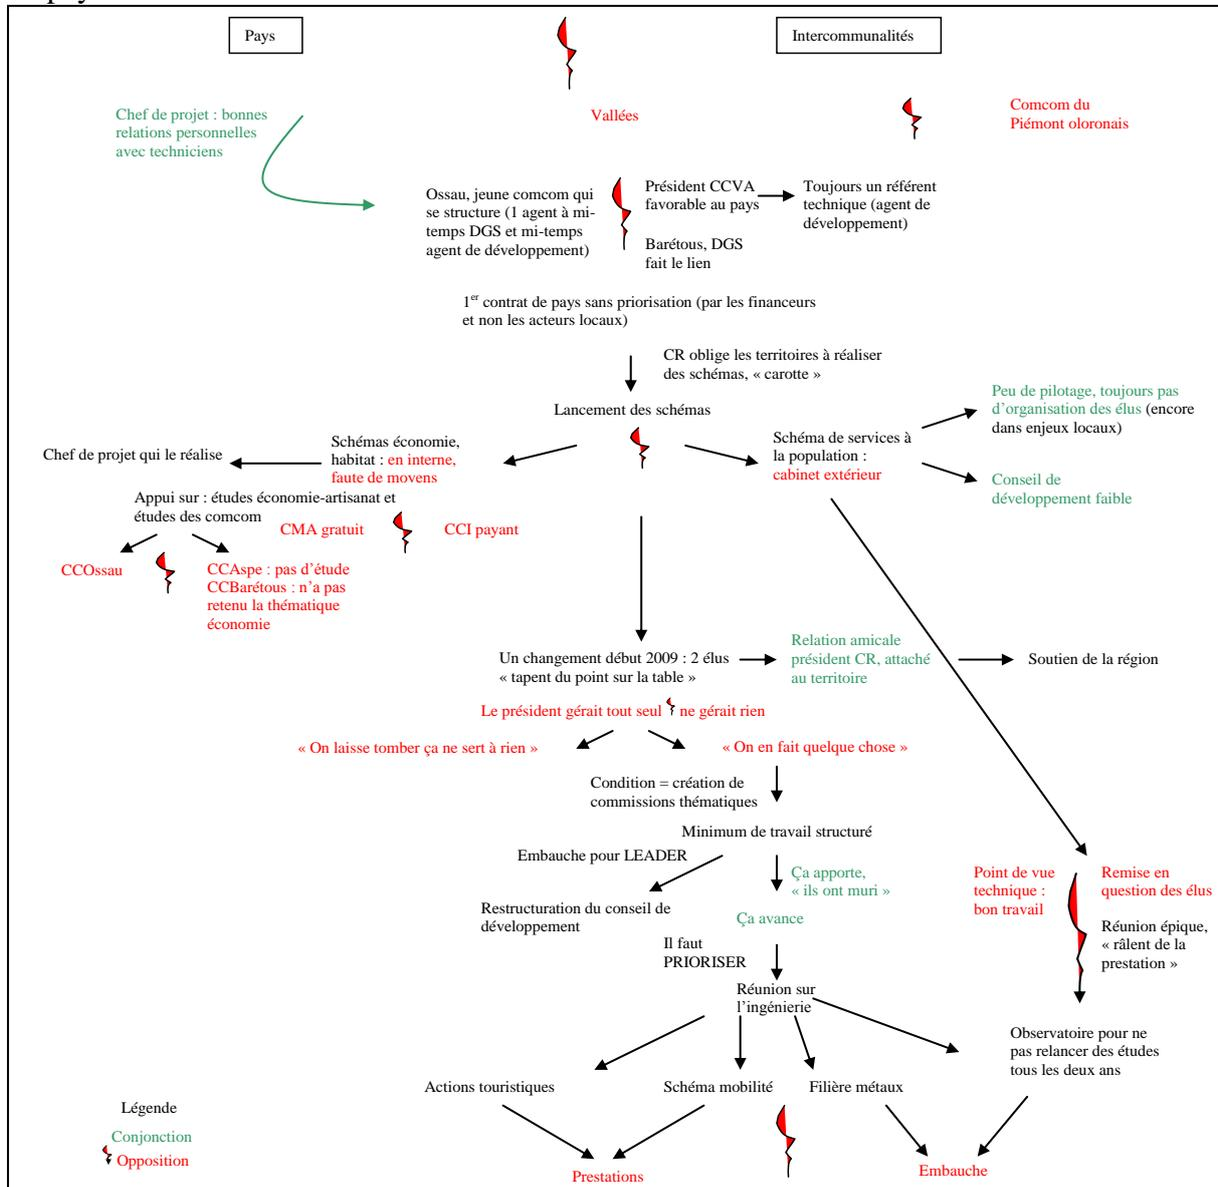 Pays
Intercommunalités
Chef de projet : bonnes
relations personnelles
avec techniciens
Vallées
Comcom du
Piémont oloronais
Ossau, jeune comcom qui
se structure (1 agent à mi-
temps DGS et mi-temps
agent de développement)
Président CCVA
favorable au pays
Barétous, DGS
fait le lien
Toujours un référent
technique (agent de
développement)
1er contrat de pays sans priorisation (par les financeurs
et non les acteurs locaux)
CR oblige les territoires à réaliser
des schémas, « carotte »
Lancement des schémas
Peu de pilotage, toujours pas
d'organisation des élus (encore
dans enjeux locaux)
Chef de projet qui le réalise
Schémas économie,
habitat : en interne,
faute de moyens
Schéma de services à
la population :
cabinet extérieur
Conseil de
développement faible
Appui sur : études économie-artisanat et
études des comcom
CMA gratuit
CCI payant
CCOssau
CCAspe : pas d'étude
CCBarétous : n'a pas
retenu la thématique
économie
Un changement début 2009 : 2 élus
« tapent du point sur la table »
Relation amicale
président CR, attaché
au territoire
Soutien de la région
Le président gérait tout seul
ne gérait rien
« On laisse tomber ça ne sert à rien »
« On en fait quelque chose »
Condition = création de
commissions thématiques
Minimum de travail structuré
Embauche pour LEADER
Ça apporte,
« ils ont muri »
Restructuration du conseil de
développement
Ça avance
Point de vue
technique :
bon travail
Remise en
question des élus
Réunion épique,
« râlent de la
prestation »
Il faut
PRIORISER
Réunion sur
l'ingénierie
Observatoire pour ne
pas relancer des études
tous les deux ans
Actions touristiques
Schéma mobilité
Filière métaux
Légende
Conjonction
Opposition
Prestations
Embauche